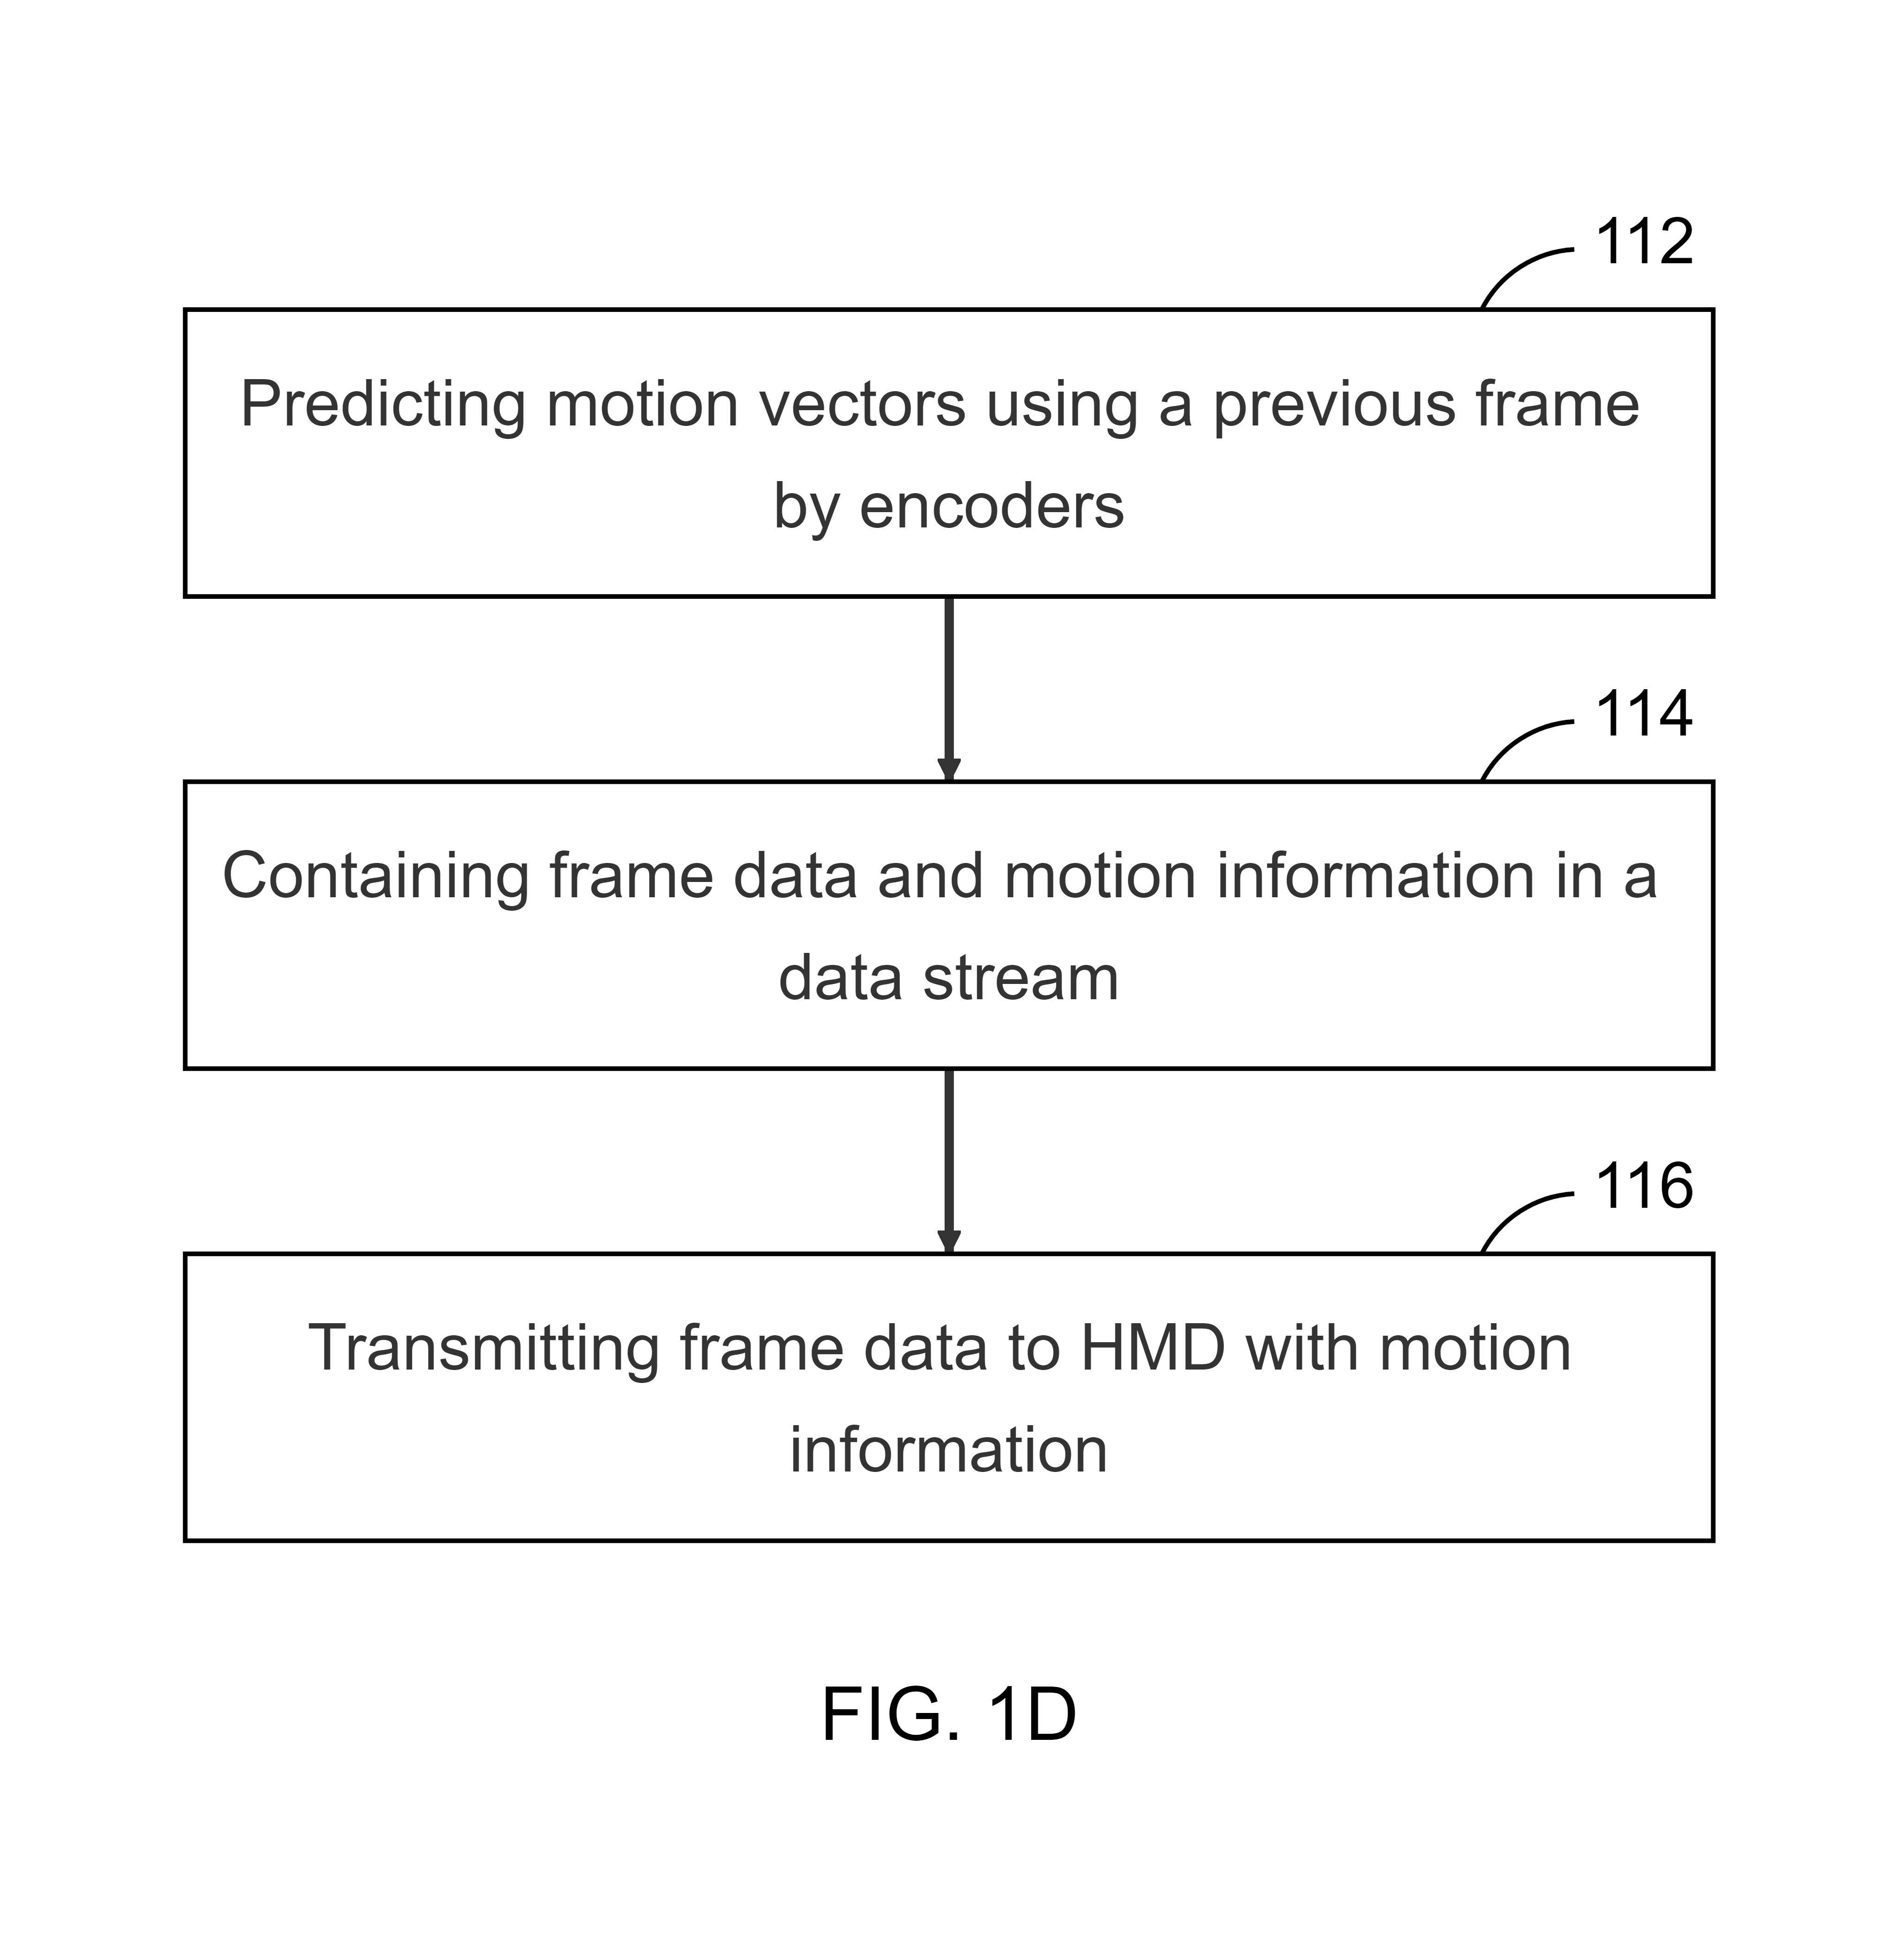 112
Predicting motion vectors using a previous frame
by encoders
114
Containing frame data and motion information in a
data stream
116
Transmitting frame data to HMD with motion
information
FIG. 1D